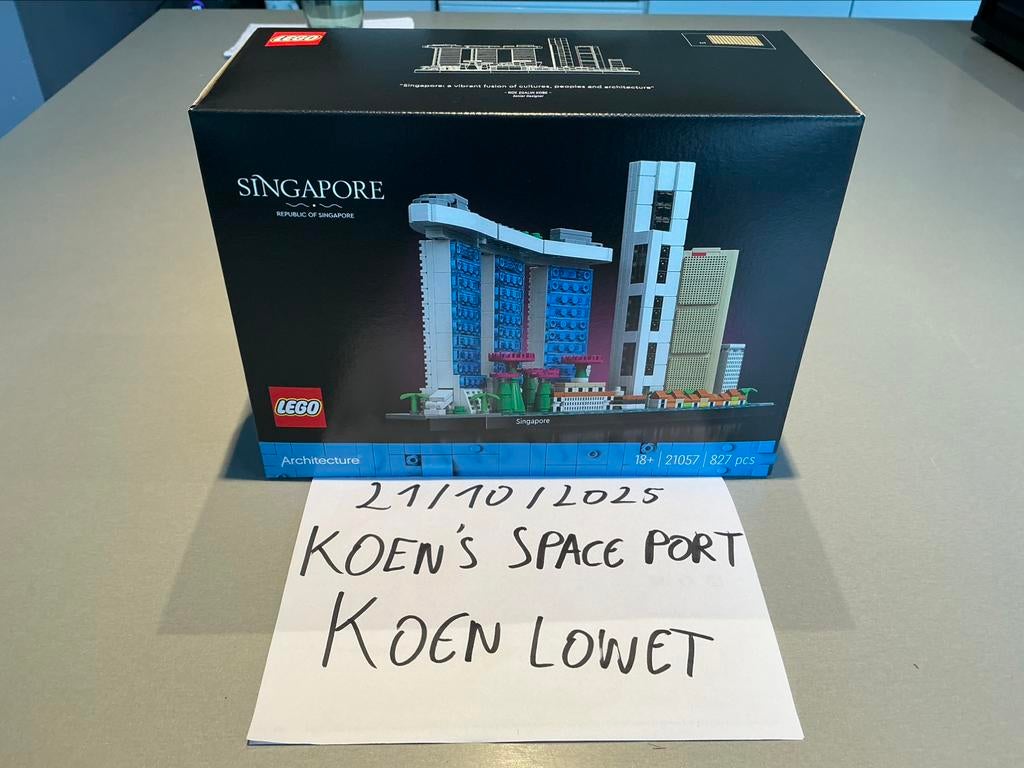 LEGO
"Singapore: a vibrant fusion of cultures, peoples and architecture"
SINGAPORE
REPUBLIC OF SINGAPORE
LEGO
Singapore
Architecture
18+ | 21057 | 827 pcs
21/10/2025
KOEN'S SPACE PORT
KOEN LOWET